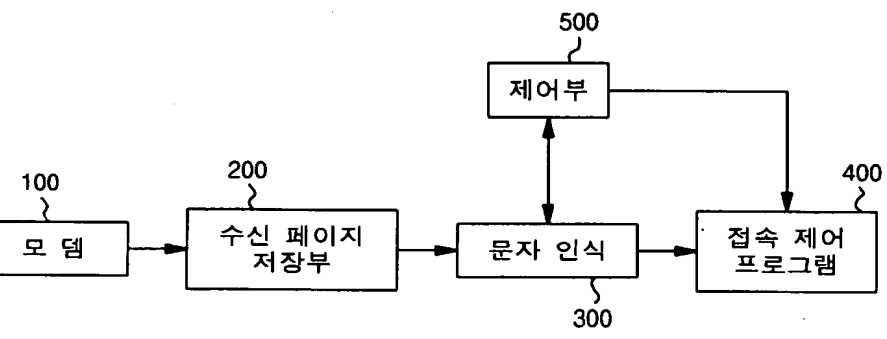 500
제어부
100
모 뎀
200
수신 페이지
저장부
문자 인식
300
400
접속 제어
프로그램